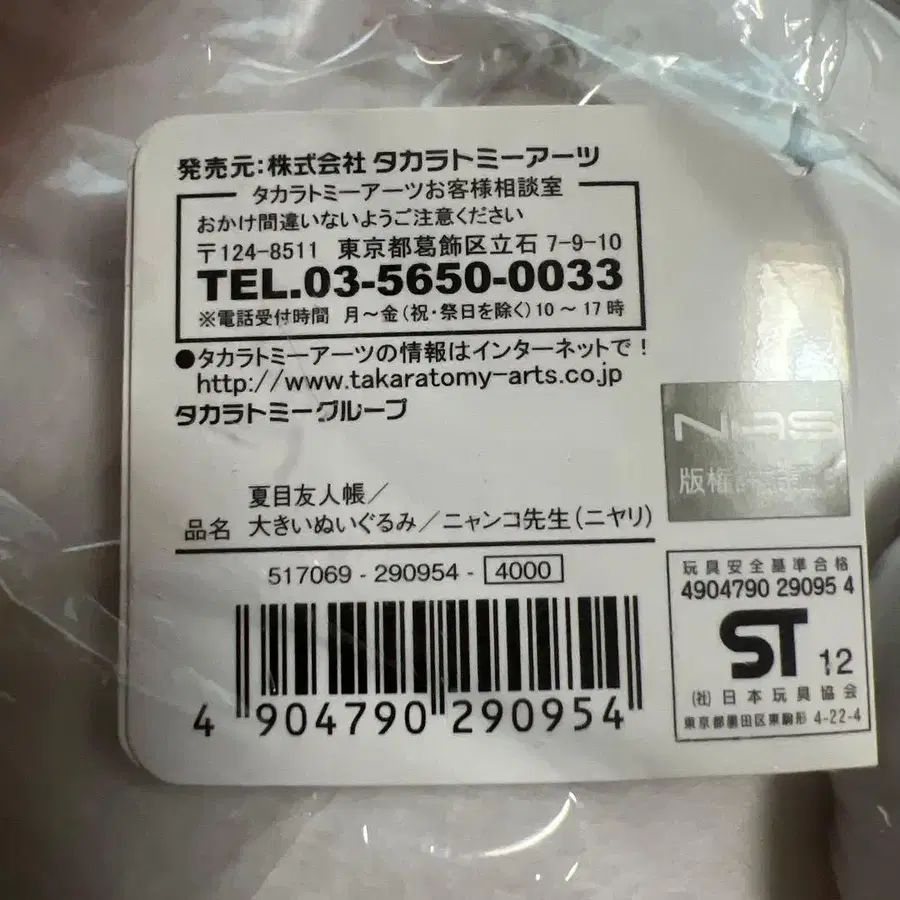 発売元:株式会社 タカラトミーアーツ
タカラトミーアーツお客様相談室
おかけ間違いないようご注意ください
〒124-8511 東京都葛飾区立石 7-9-10
TEL.03-5650-0033
※電話受付時間 月～金(祝・祭日を除く)10～17時
●タカラトミーアーツの情報はインターネットで!
http://www.takaratomy-arts.co.jp
タカラトミーグループ
NAS
版権
夏目友人帳/
品名 大きいぬいぐるみ/ニャンコ先生(ニヤリ)
517069 - 290954 - 4000
4 904790 290954
玩具安全基準合格
4904790 29095 4
ST 12
(社)日本玩具協会
東京都墨田区東駒形 4-22-4